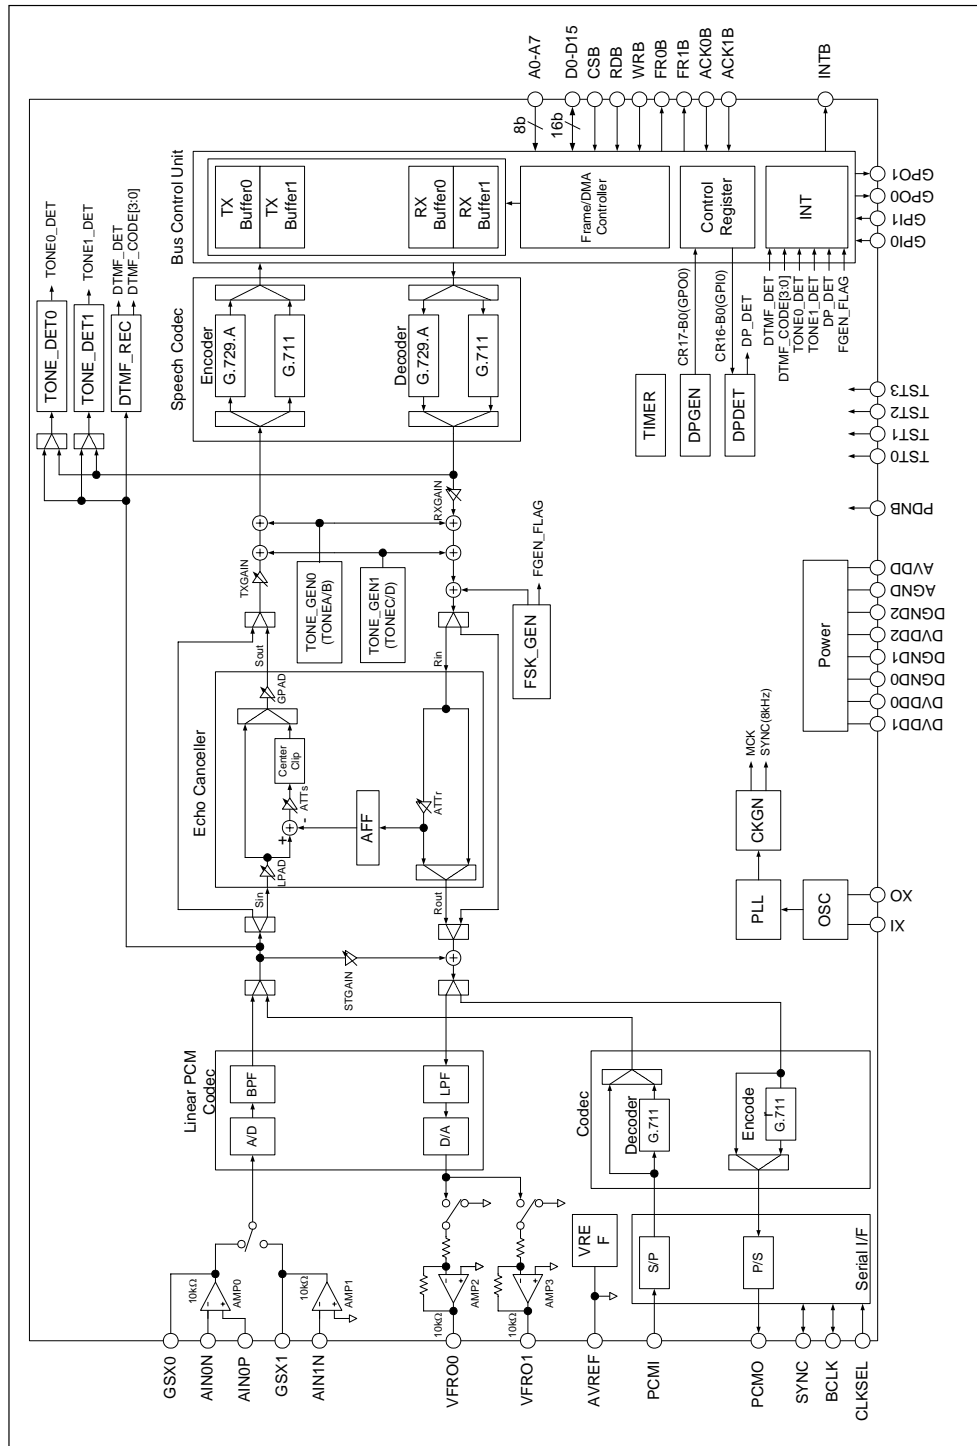 GSX0
AIN0N
AIN0P
GSX1
AIN1N
VFRO0
VFRO1
AVREF
PCMI
PCMO
SYNC
BCLK
CLKSEL
10kΩ
AMP0
10kΩ
AMP1
10kΩ
AMP2
10kΩ
AMP3
VRE
F
Linear PCM
Codec
A/D
BPF
D/A
LPF
S/P
P/S
Serial I/F
Codec
Decoder
G.711
Encode
r
G.711
STGAIN
Echo Canceller
Sin
LPAD
+
-
ATTs
Center
Clip
GPAD
Sout
AFF
ATTr
Rout
Rin
TXGAIN
RXGAIN
TONE_GEN0
(TONEA/B)
TONE_GEN1
(TONEC/D)
FSK_GEN
FGEN_FLAG
TONE_DET0
TONE_DET1
DTMF_REC
TONE0_DET
TONE1_DET
DTMF_DET
DTMF_CODE[3:0]
Speech Codec
Encoder
G.729.A
G.711
Decoder
G.729.A
G.711
Bus Control Unit
TX
Buffer0
TX
Buffer1
RX
Buffer0
RX
Buffer1
Frame/DMA
Controller
Control
Register
INT
8b
16b
A0-A7
D0-D15
CSB
RDB
WRB
FR0B
FR1B
ACK0B
ACK1B
INTB
GPO1
GPO0
GPI1
GPI0
TIMER
DPGEN
DPDET
CR17-B0(GPO0)
CR16-B0(GPI0)
DP_DET
DTMF_DET
DTMF_CODE[3:0]
TONE0_DET
TONE1_DET
DP_DET
FGEN_FLAG
TST3
TST2
TST1
TST0
PDNB
Power
AVDD
AGND
DGND2
DVDD2
DGND1
DGND0
DVDD0
DVDD1
OSC
PLL
CKGN
MCK
SYNC(8kHz)
XO
XI